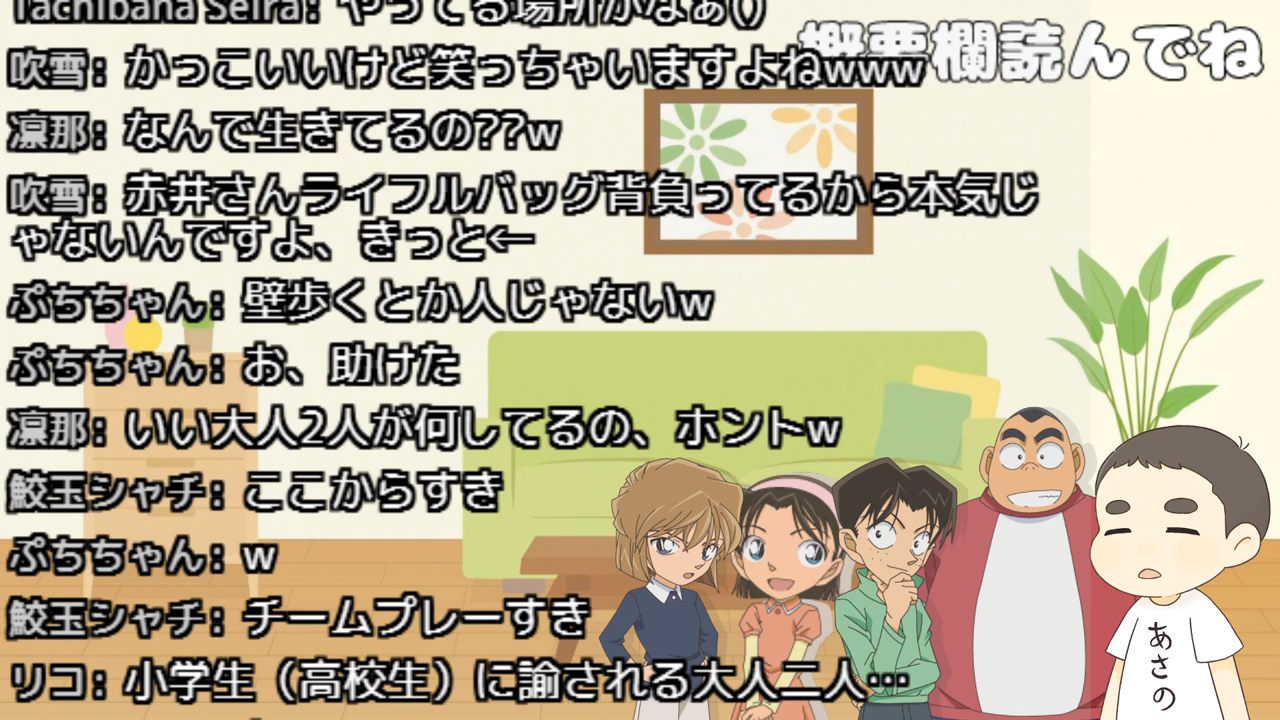 Tachibana Seira: やってる場所がなぁ()
概要欄読んでね
吹雪: かっこいいけど笑っちゃいますよねwww
凛那: なんで生きてるの??w
吹雪: 赤井さんライフルバッグ背負ってるから本気じ
ゃないんですよ、きっと←
ぷちちゃん: 壁歩くとか人じゃないw
ぷちちゃん: お、助けた
凛那: いい大人2人が何してるの、ホントw
鮫玉シャチ: ここからすき
ぷちちゃん: w
鮫玉シャチ: チームプレーすき
リコ: 小学生（高校生）に諭される大人二人…
あさの